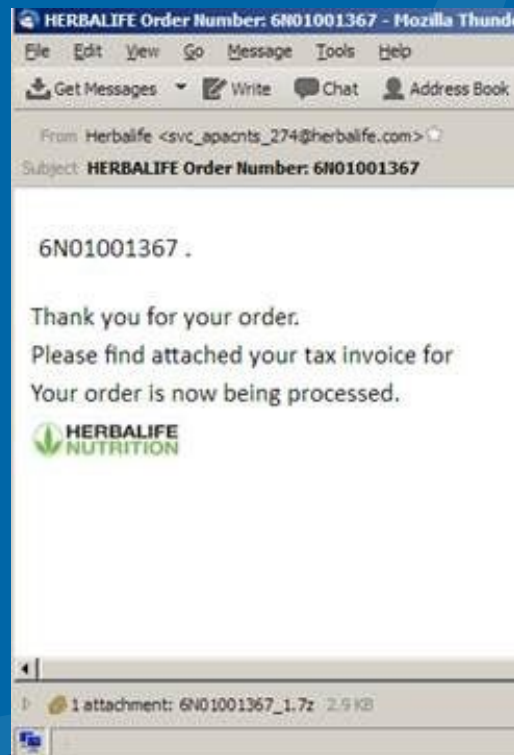 HERBALIFE Order Number: 6N01001367 - Mozilla Thunde
File Edit View Go Message Tools Help
Get Messages Write Chat Address Book
From Herbalife <svc_apacnts_274@herbalife.com>
Subject HERBALIFE Order Number: 6N01001367
6N01001367 .
Thank you for your order.
Please find attached your tax invoice for
Your order is now being processed.
HERBALIFE
NUTRITION
1 attachment: 6N01001367_1.7z 2.9 KB